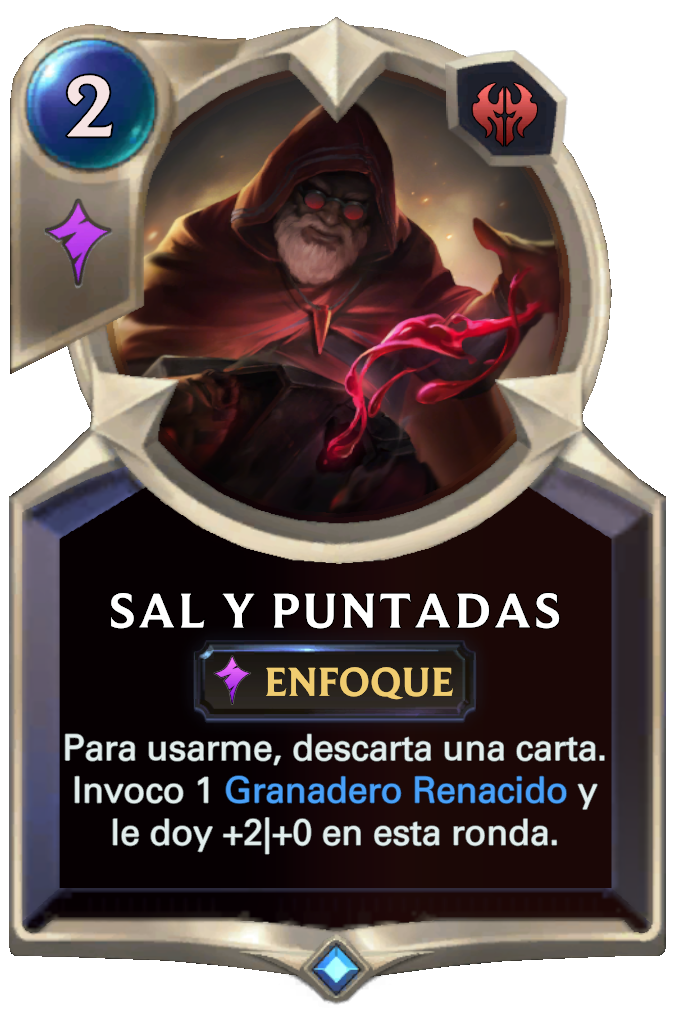 2
SAL Y PUNTADAS
ENFOQUE
Para usarme, descarta una carta.
Invoco 1 Granadero Renacido y
le doy +2|+0 en esta ronda.